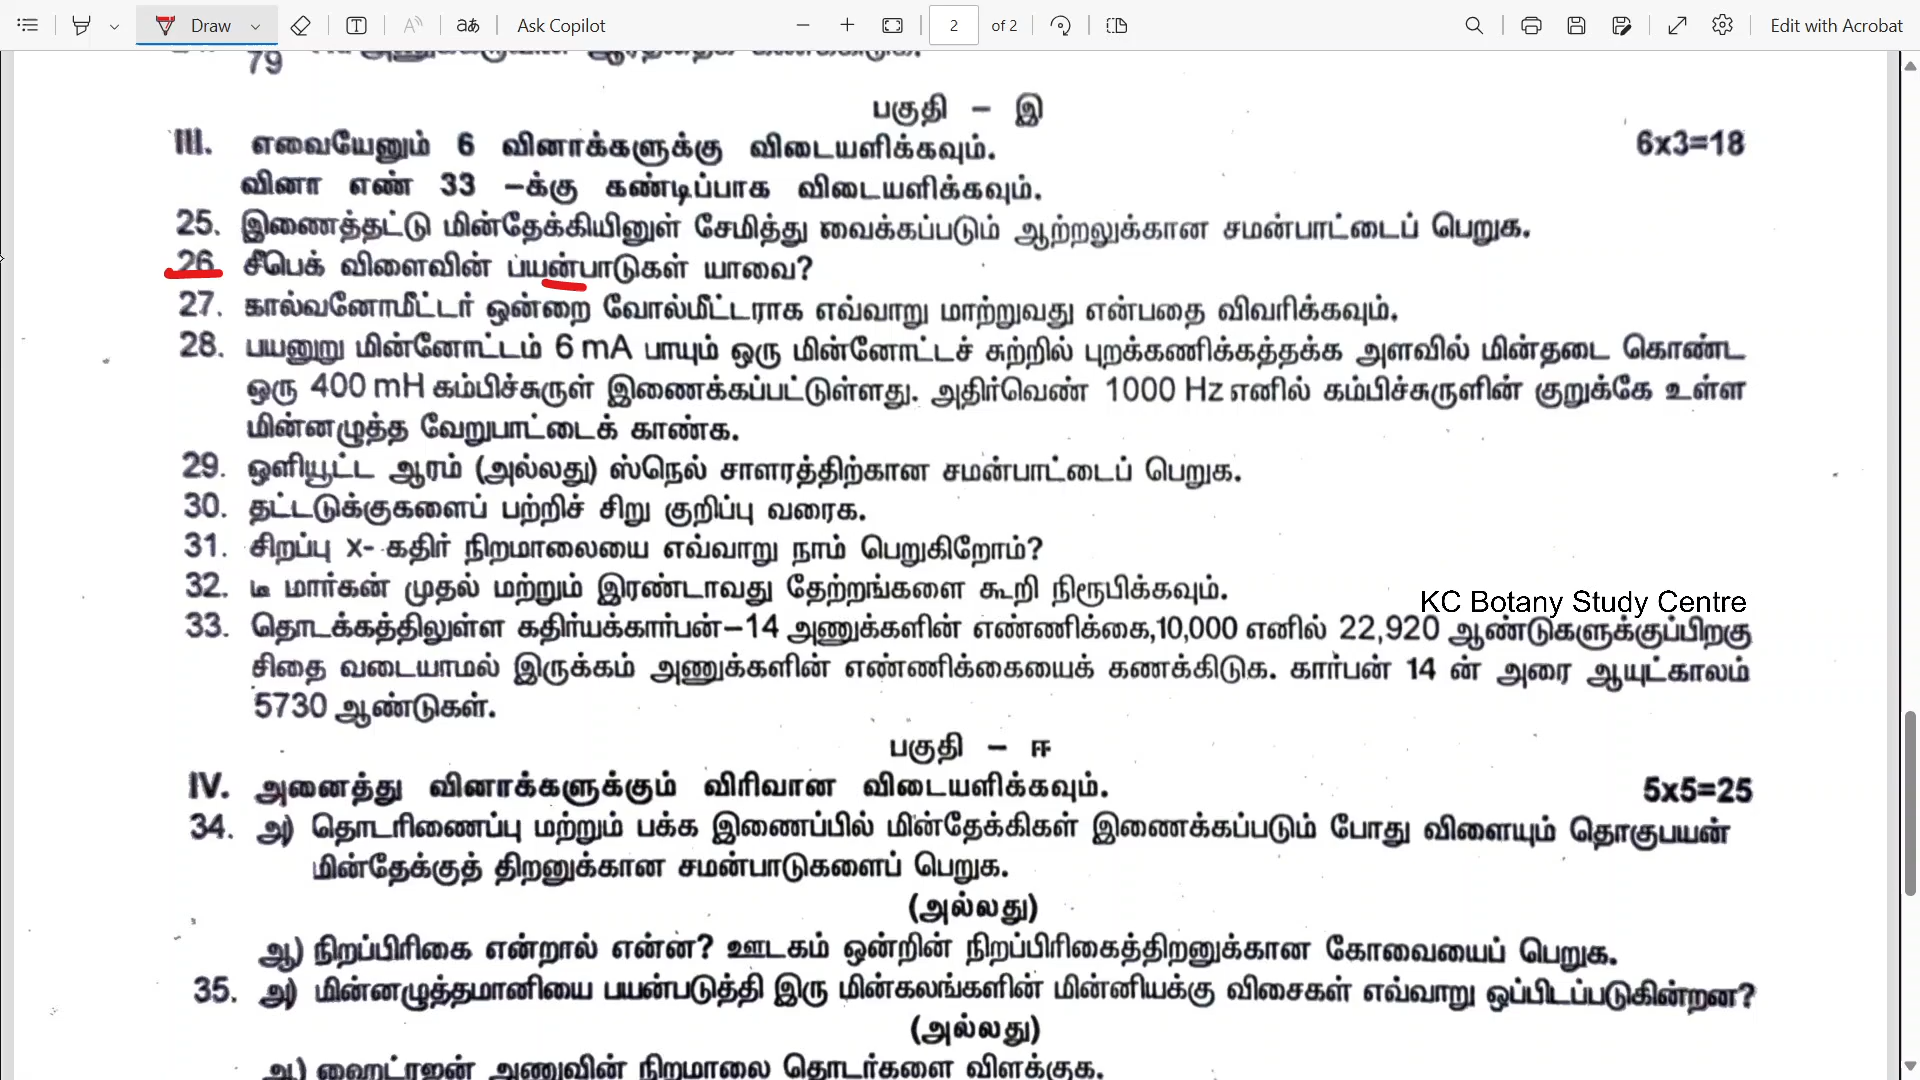 Draw
Ask Copilot
2 of 2
Edit with Acrobat
79
பகுதி – இ
III. எவையேனும் 6 வினாக்களுக்கு விடையளிக்கவும். 6x3=18
வினா எண் 33 –க்கு கண்டிப்பாக விடையளிக்கவும்.
25. இணைத்தட்டு மின்தேக்கியினுள் சேமித்து வைக்கப்படும் ஆற்றலுக்கான சமன்பாட்டைப் பெறுக.
26. சீபெக் விளைவின் பயன்பாடுகள் யாவை?
27. கால்வனோமீட்டர் ஒன்றை வோல்மீட்டராக எவ்வாறு மாற்றுவது என்பதை விவரிக்கவும்.
28. பயனுறு மின்னோட்டம் 6 mA பாயும் ஒரு மின்னோட்டச் சுற்றில் புறக்கணிக்கத்தக்க அளவில் மின்தடை கொண்ட
ஒரு 400 mH கம்பிச்சுருள் இணைக்கப்பட்டுள்ளது. அதிர்வெண் 1000 Hz எனில் கம்பிச்சுருளின் குறுக்கே உள்ள
மின்னழுத்த வேறுபாட்டைக் காண்க.
29. ஒளியூட்ட ஆரம் (அல்லது) ஸ்நெல் சாளரத்திற்கான சமன்பாட்டைப் பெறுக.
30. தட்டடுக்குகளைப் பற்றிச் சிறு குறிப்பு வரைக.
31. சிறப்பு x- கதிர் நிறமாலையை எவ்வாறு நாம் பெறுகிறோம்?
32. டீ மார்கன் முதல் மற்றும் இரண்டாவது தேற்றங்களை கூறி நிரூபிக்கவும்.
KC Botany Study Centre
33. தொடக்கத்திலுள்ள கதிர்யக்கார்பன்–14 அணுக்களின் எண்ணிக்கை,10,000 எனில் 22,920 ஆண்டுகளுக்குப்பிறகு
சிதை வடையாமல் இருக்கம் அணுக்களின் எண்ணிக்கையைக் கணக்கிடுக. கார்பன் 14 ன் அரை ஆயுட்காலம்
5730 ஆண்டுகள்.
பகுதி – ஈ
IV. அனைத்து வினாக்களுக்கும் விரிவான விடையளிக்கவும். 5x5=25
34. அ) தொடரிணைப்பு மற்றும் பக்க இணைப்பில் மின்தேக்கிகள் இணைக்கப்படும் போது விளையும் தொகுபயன்
மின்தேக்குத் திறனுக்கான சமன்பாடுகளைப் பெறுக.
(அல்லது)
ஆ) நிறப்பிரிகை என்றால் என்ன? ஊடகம் ஒன்றின் நிறப்பிரிகைத்திறனுக்கான கோவையைப் பெறுக.
35. அ) மின்னழுத்தமானியை பயன்படுத்தி இரு மின்கலங்களின் மின்னியக்கு விசைகள் எவ்வாறு ஒப்பிடப்படுகின்றன?
(அல்லது)
ஆ) ஹைட்ரஜன் அணுவின் நிறமாலை தொடர்களை விளக்குக.